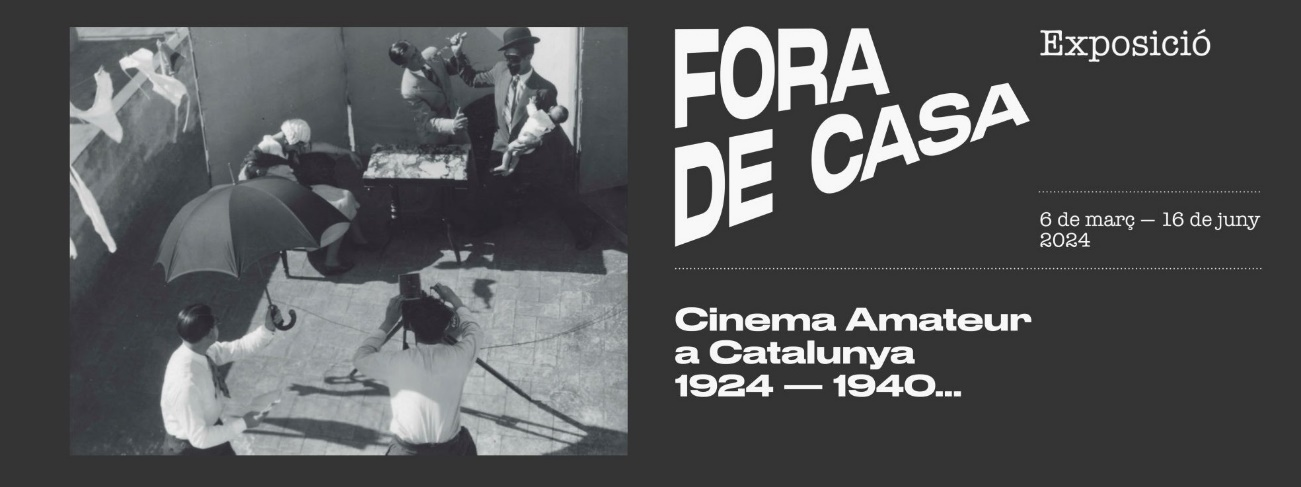 FORA
DE CASA
Exposició
6 de març — 16 de juny
2024
Cinema Amateur
a Catalunya
1924 — 1940...